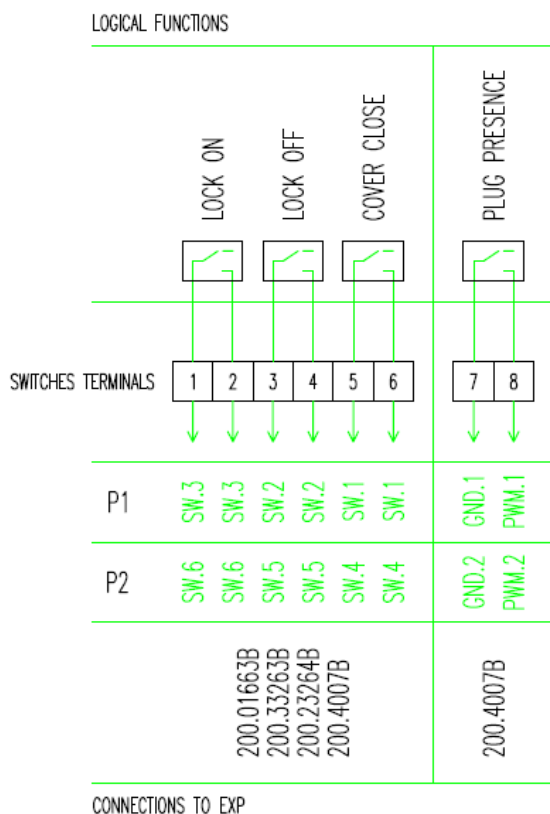 LOGICAL FUNCTIONS
LOCK ON
LOCK OFF
COVER CLOSE
PLUG PRESENCE
SWITCHES TERMINALS 1 2 3 4 5 6 7 8
P1 SW.3 SW.3 SW.2 SW.2 SW.1 SW.1 GND.1 PWM.1
P2 SW.6 SW.6 SW.5 SW.5 SW.4 SW.4 GND.2 PWM.2
200.01663B
200.33263B
200.23264B
200.4007B
200.4007B
CONNECTIONS TO EXP